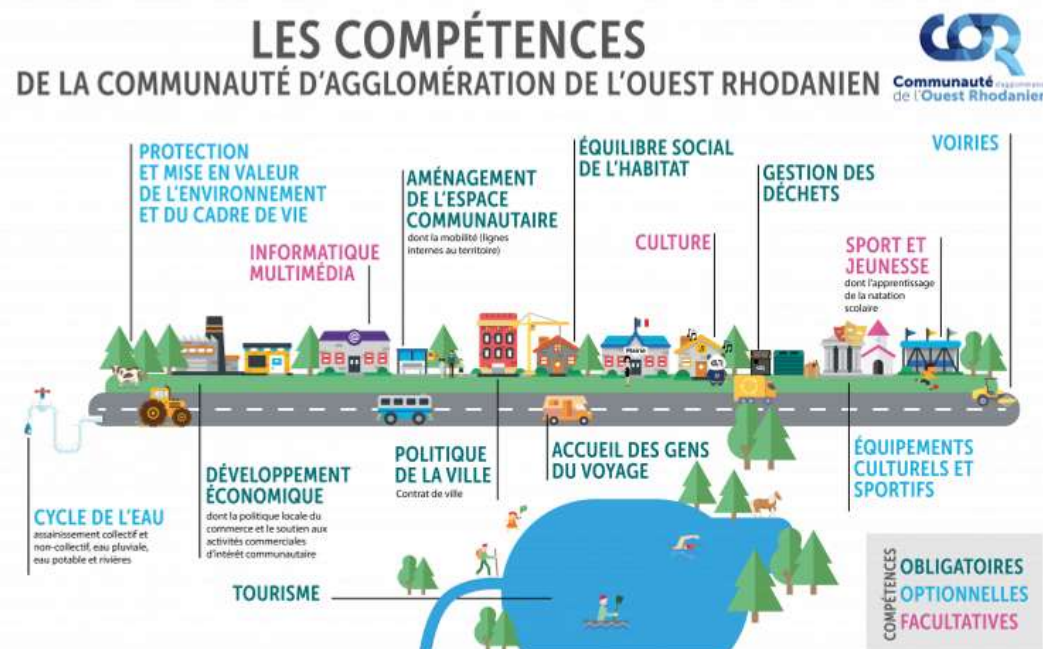 LES COMPÉTENCES
DE LA COMMUNAUTÉ D'AGGLOMÉRATION DE L'OUEST RHODANIEN
COR
Communauté d'agglomération
de l'Ouest Rhodanien
PROTECTION
ET MISE EN VALEUR
DE L'ENVIRONNEMENT
ET DU CADRE DE VIE
INFORMATIQUE
MULTIMÉDIA
AMÉNAGEMENT
DE L'ESPACE
COMMUNAUTAIRE
dont la mobilité (lignes
internes au territoire)
ÉQUILIBRE SOCIAL
DE L'HABITAT
CULTURE
GESTION DES
DÉCHETS
SPORT ET
JEUNESSE
dont l'apprentissage
de la natation
scolaire
VOIRIES
@
Mairie
CYCLE DE L'EAU
assainissement collectif et
non-collectif, eau pluviale,
eau potable et rivières
DÉVELOPPEMENT
ÉCONOMIQUE
dont la politique locale du
commerce et le soutien aux
activités commerciales
d'intérêt communautaire
POLITIQUE
DE LA VILLE
Contrat de ville
ACCUEIL DES GENS
DU VOYAGE
ÉQUIPEMENTS
CULTURELS ET
SPORTIFS
TOURISME
COMPÉTENCES
OBLIGATOIRES
OPTIONNELLES
FACULTATIVES